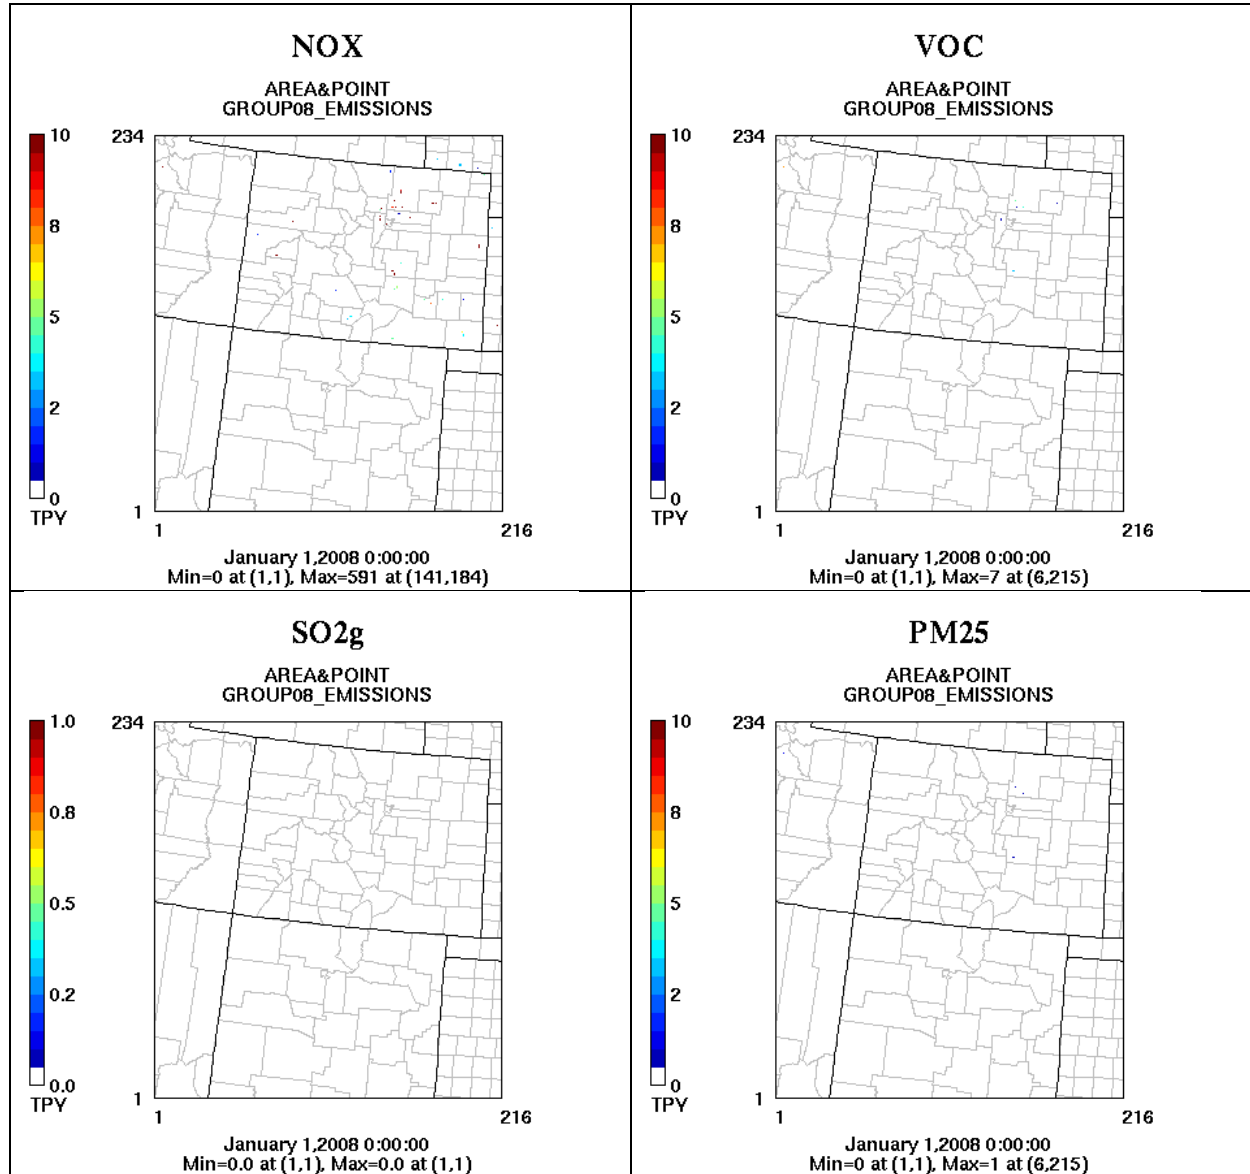 NOX
AREA&POINT
GROUP08_EMISSIONS
10
8
5
2
0
TPY
234
1
1
216
January 1,2008 0:00:00
Min=0 at (1,1), Max=591 at (141,184)
VOC
AREA&POINT
GROUP08_EMISSIONS
10
8
5
2
0
TPY
234
1
1
216
January 1,2008 0:00:00
Min=0 at (1,1), Max=7 at (6,215)
SO2g
AREA&POINT
GROUP08_EMISSIONS
1.0
0.8
0.5
0.2
0.0
TPY
234
1
1
216
January 1,2008 0:00:00
Min=0.0 at (1,1), Max=0.0 at (1,1)
PM25
AREA&POINT
GROUP08_EMISSIONS
10
8
5
2
0
TPY
234
1
1
216
January 1,2008 0:00:00
Min=0 at (1,1), Max=1 at (6,215)